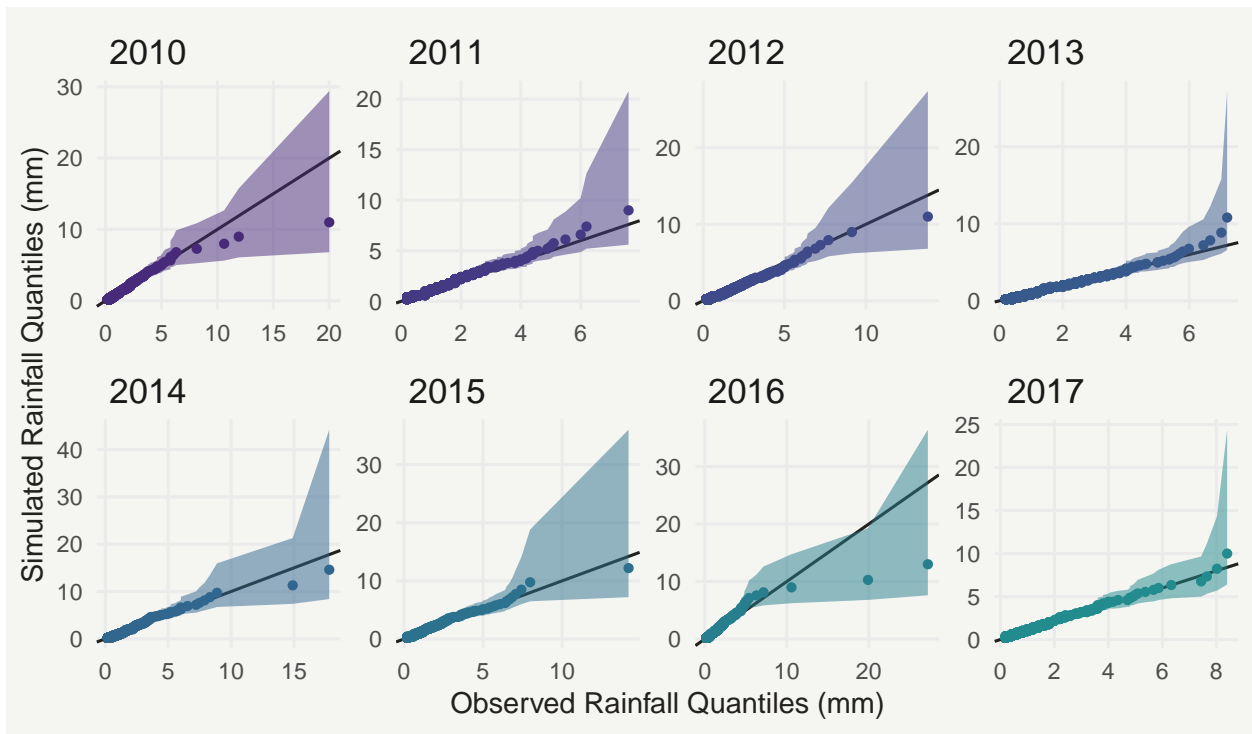 2010 2011 2012 2013
30 20 20 20
20 15 10 10
10 10 0 0
0 5
0
0 5 10 15 20 0 2 4 6 0 5 10 0 2 4 6
2014 2015 2016 2017
40 30 30 25
30 20 20 20
20 10 10 15
10 0 0 10
0 5
0
0 5 10 15 0 5 10 0 10 20 0 2 4 6 8
Simulated Rainfall Quantiles (mm)
Observed Rainfall Quantiles (mm)